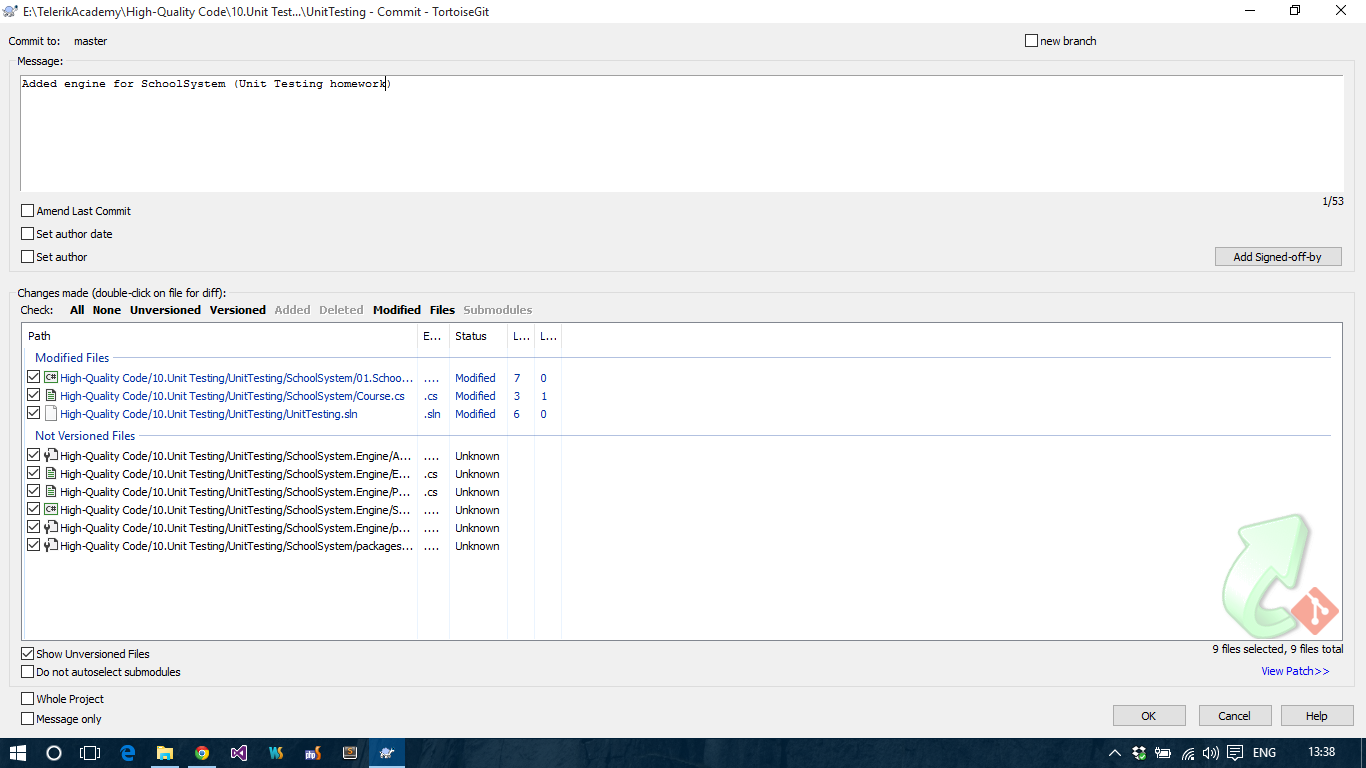 E:\TelerikAcademy\High-Quality Code\10.Unit Test...\UnitTesting - Commit - TortoiseGit
Commit to: master new branch
Message:
Added engine for SchoolSystem (Unit Testing homework)
1/53
Amend Last Commit
Set author date
Set author Add Signed-off-by
Changes made (double-click on file for diff):
Check: All None Unversioned Versioned Added Deleted Modified Files Submodules
Path E... Status L... L...
Modified Files
High-Quality Code/10.Unit Testing/UnitTesting/SchoolSystem/01.Schoo... .... Modified 7 0
High-Quality Code/10.Unit Testing/UnitTesting/SchoolSystem/Course.cs .cs Modified 3 1
High-Quality Code/10.Unit Testing/UnitTesting/UnitTesting.sln .sln Modified 6 0
Not Versioned Files
High-Quality Code/10.Unit Testing/UnitTesting/SchoolSystem.Engine/A... .... Unknown
High-Quality Code/10.Unit Testing/UnitTesting/SchoolSystem.Engine/E... .cs Unknown
High-Quality Code/10.Unit Testing/UnitTesting/SchoolSystem.Engine/P... .cs Unknown
High-Quality Code/10.Unit Testing/UnitTesting/SchoolSystem.Engine/S... .... Unknown
High-Quality Code/10.Unit Testing/UnitTesting/SchoolSystem.Engine/p... .... Unknown
High-Quality Code/10.Unit Testing/UnitTesting/SchoolSystem/packages... .... Unknown
Show Unversioned Files 9 files selected, 9 files total
Do not autoselect submodules View Patch>>
Whole Project
Message only OK Cancel Help
ENG 13:38